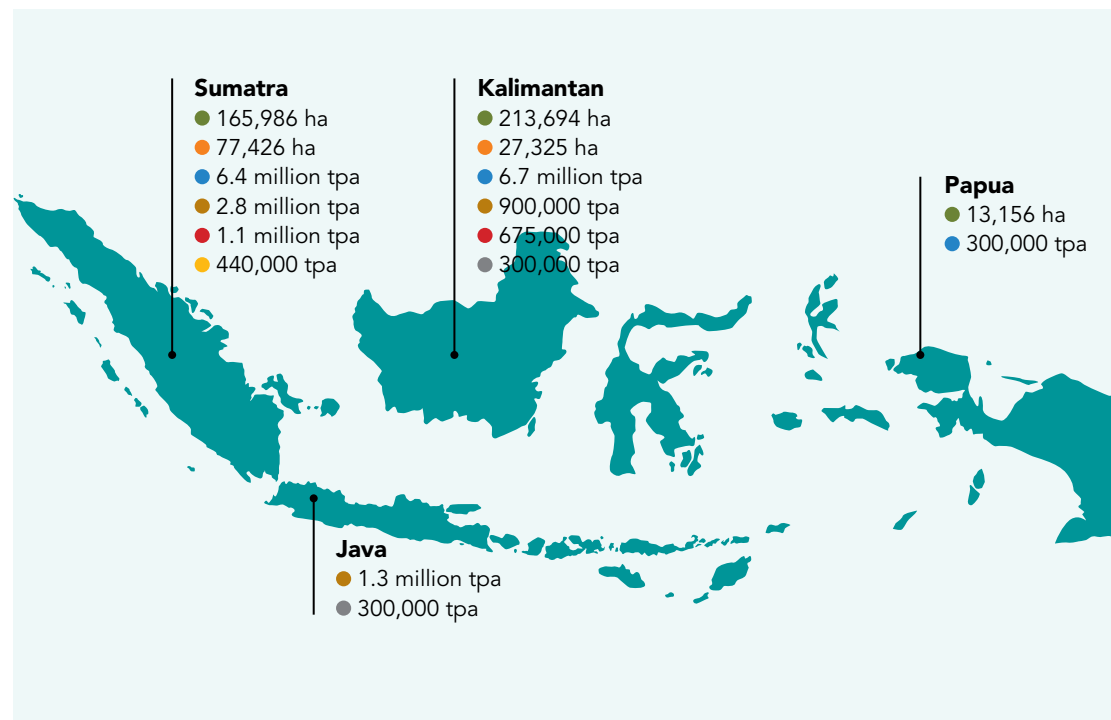 Sumatra
165,986 ha
77,426 ha
6.4 million tpa
2.8 million tpa
1.1 million tpa
440,000 tpa
Kalimantan
213,694 ha
27,325 ha
6.7 million tpa
900,000 tpa
675,000 tpa
300,000 tpa
Papua
13,156 ha
300,000 tpa
Java
1.3 million tpa
300,000 tpa